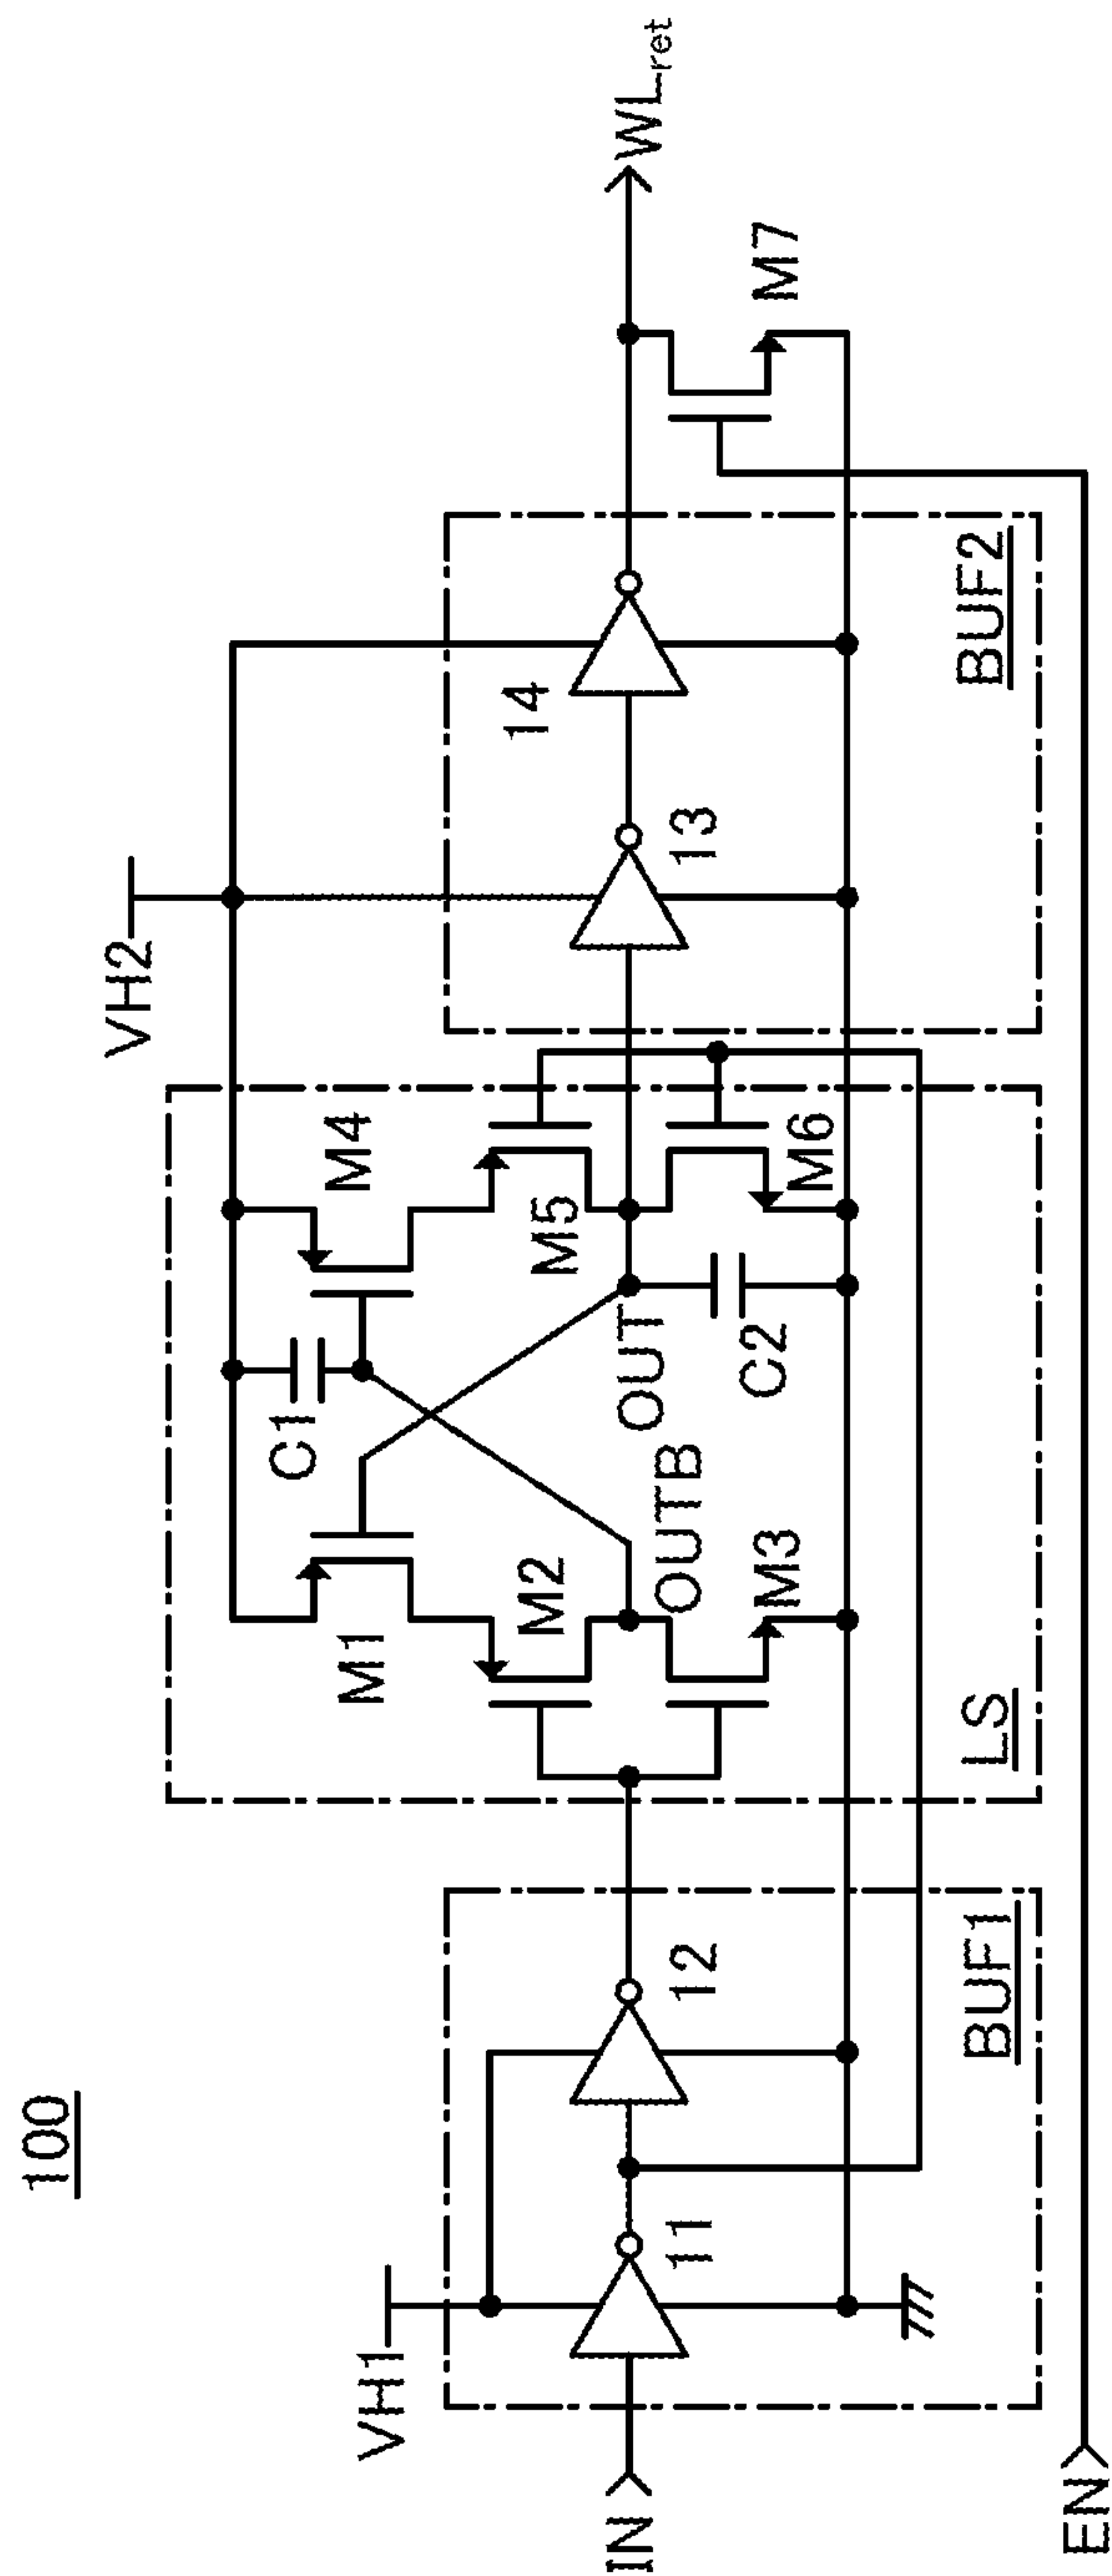 100
VH2
VH1
M1
C1
M4
M2
M5
IN
11
12
OUTB
OUT
13
14
WLret
M3
C2
M6
M7
BUF1
LS
BUF2
EN